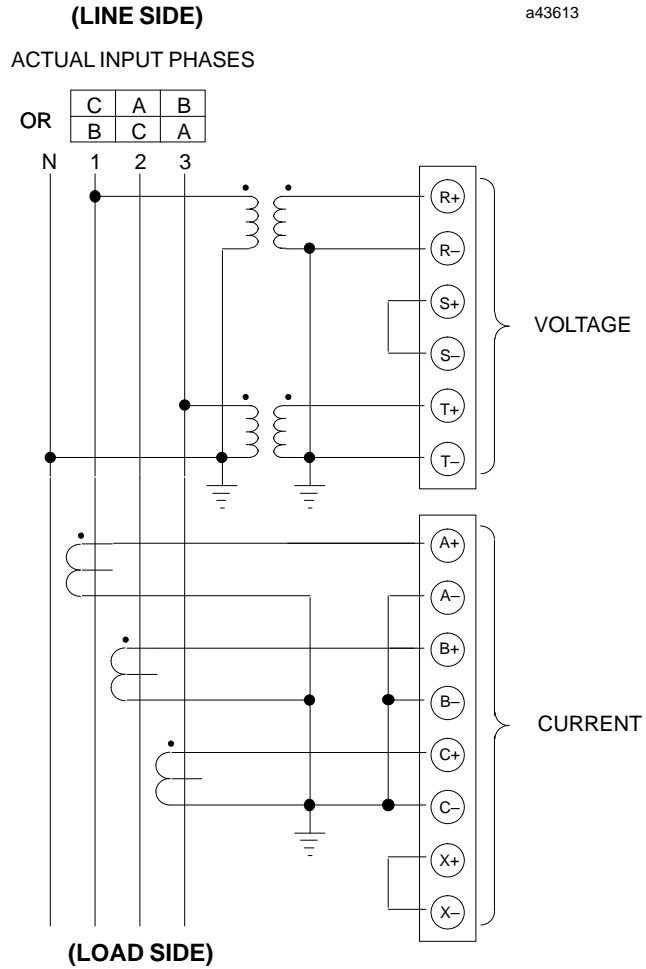 (LINE SIDE)
a43613
ACTUAL INPUT PHASES
OR
C A B
B C A
N 1 2 3
R+
R–
S+
S–
T+
T–
VOLTAGE
A+
A–
B+
B–
C+
C–
X+
X–
CURRENT
(LOAD SIDE)